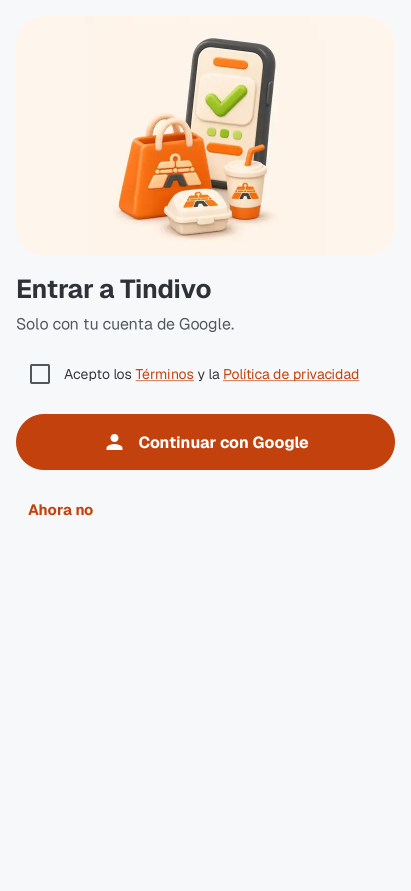 Entrar a Tindivo
Solo con tu cuenta de Google.
Acepto los Términos y la Política de privacidad
Continuar con Google
Ahora no